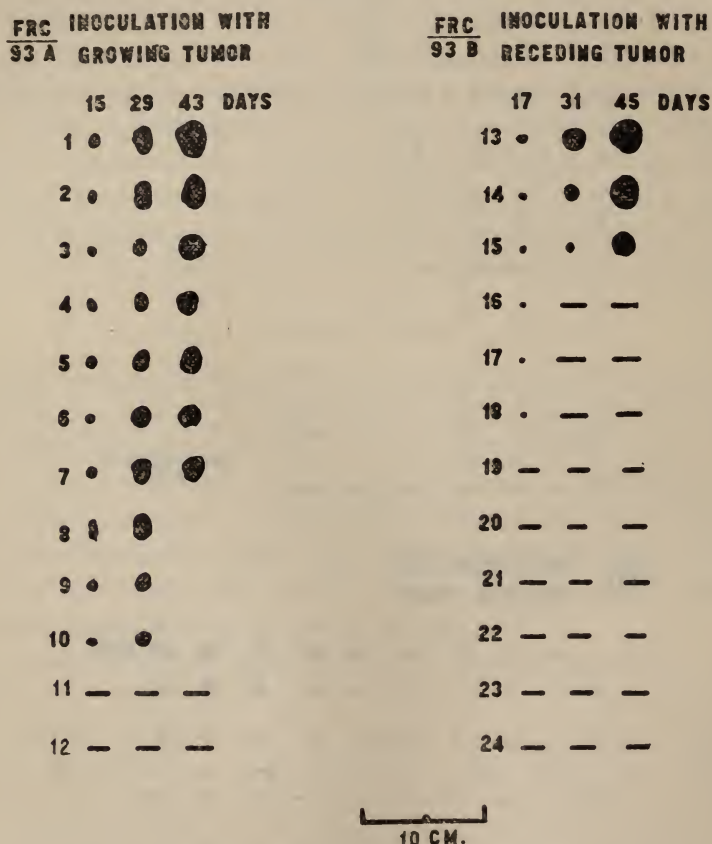 FRC INOCULATION WITH
93 A GROWING TUMOR
15 29 43 DAYS
1
2
3
4
5
6
7
8
9
10
11 — — —
12 — — —
FRC INOCULATION WITH
93 B RECEDING TUMOR
17 31 45 DAYS
13
14
15
16 — —
17 — —
18 — —
19 — — —
20 — — —
21 — — —
22 — — —
23 — — —
24 — — —
10 CM.